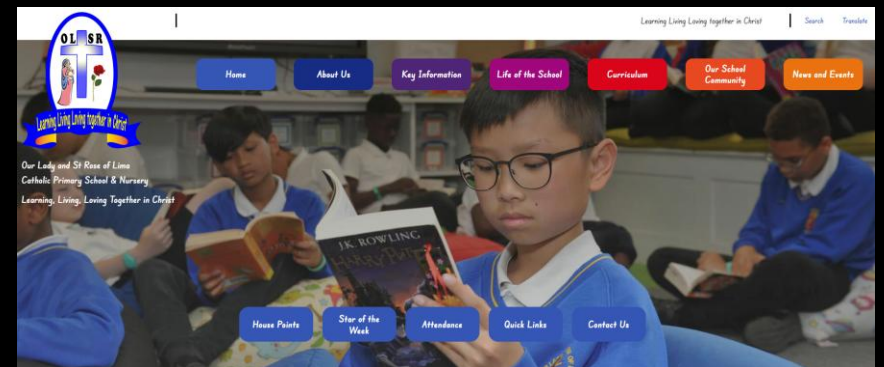 Learning Living Loving together in Christ
Search
Translate
OL SR
Learning Living Loving together in Christ
Home
About Us
Key Information
Life of the School
Curriculum
Our School
Community
News and Events
Our Lady and St Rose of Lima
Catholic Primary School & Nursery
Learning, Living, Loving Together in Christ
J.K. ROWLING
HARRY POTTER
House Points
Star of the
Week
Attendance
Quick Links
Contact Us